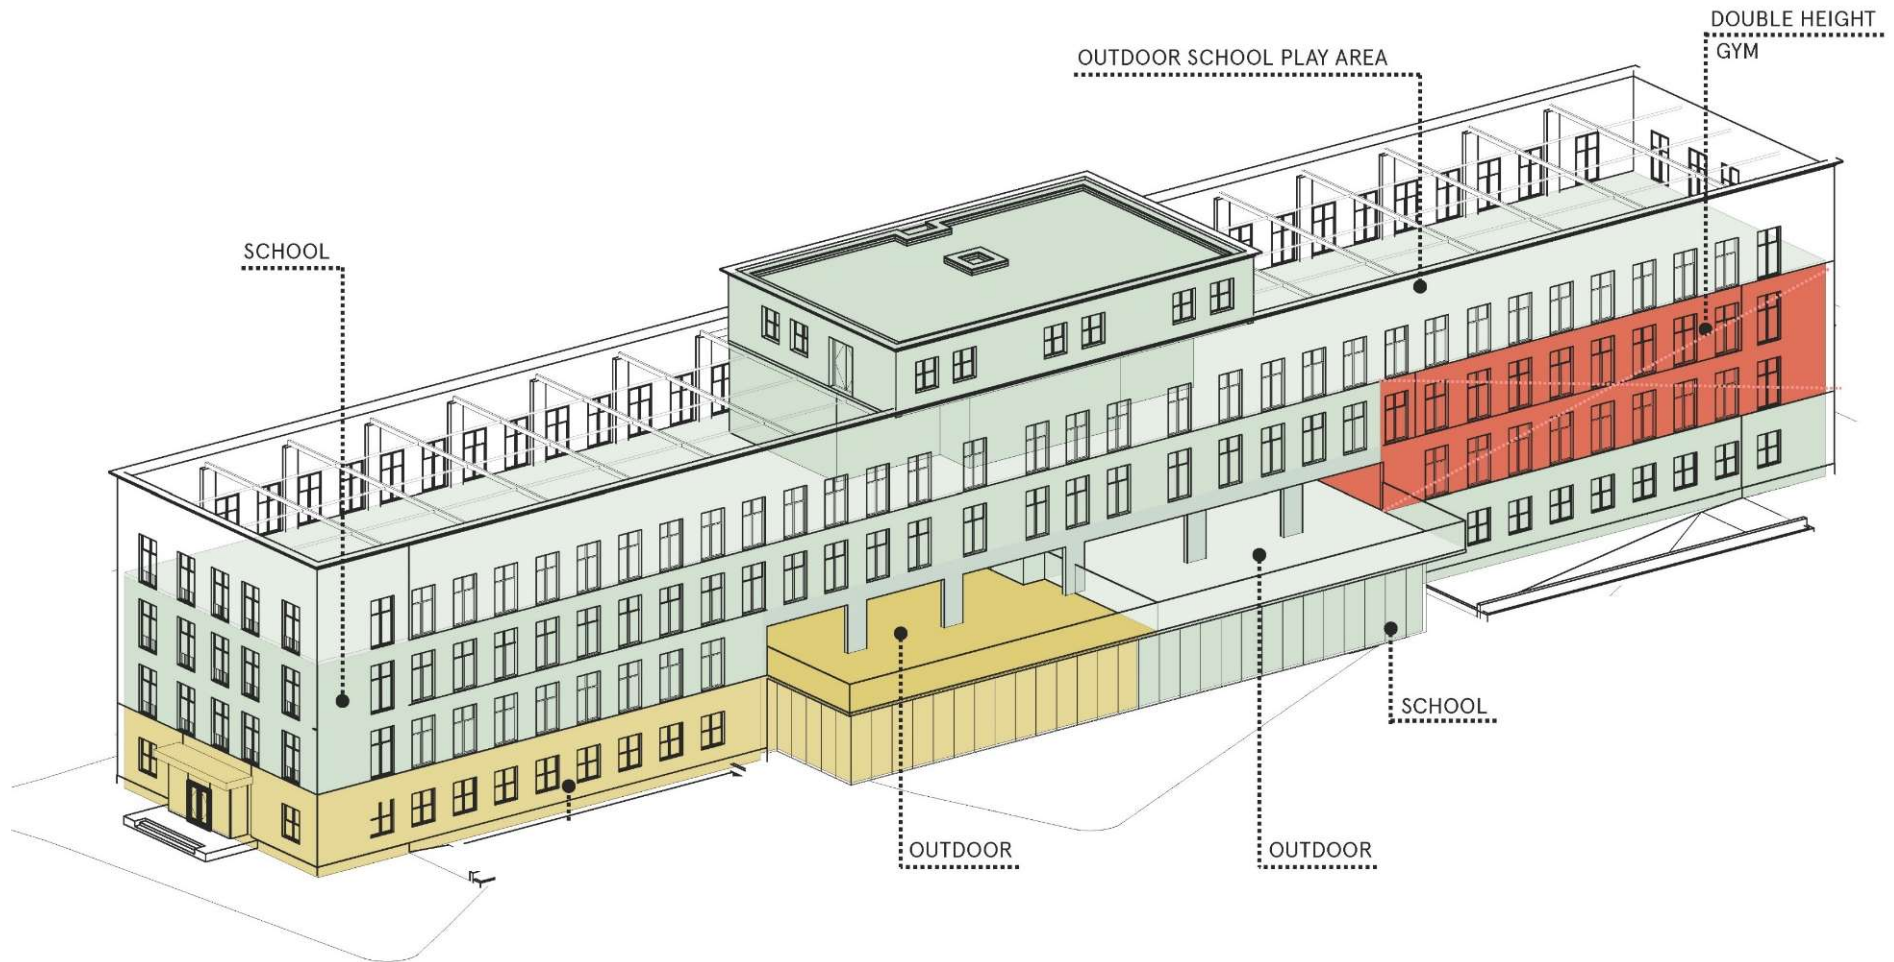 DOUBLE HEIGHT
GYM
OUTDOOR SCHOOL PLAY AREA
SCHOOL
SCHOOL
OUTDOOR
OUTDOOR